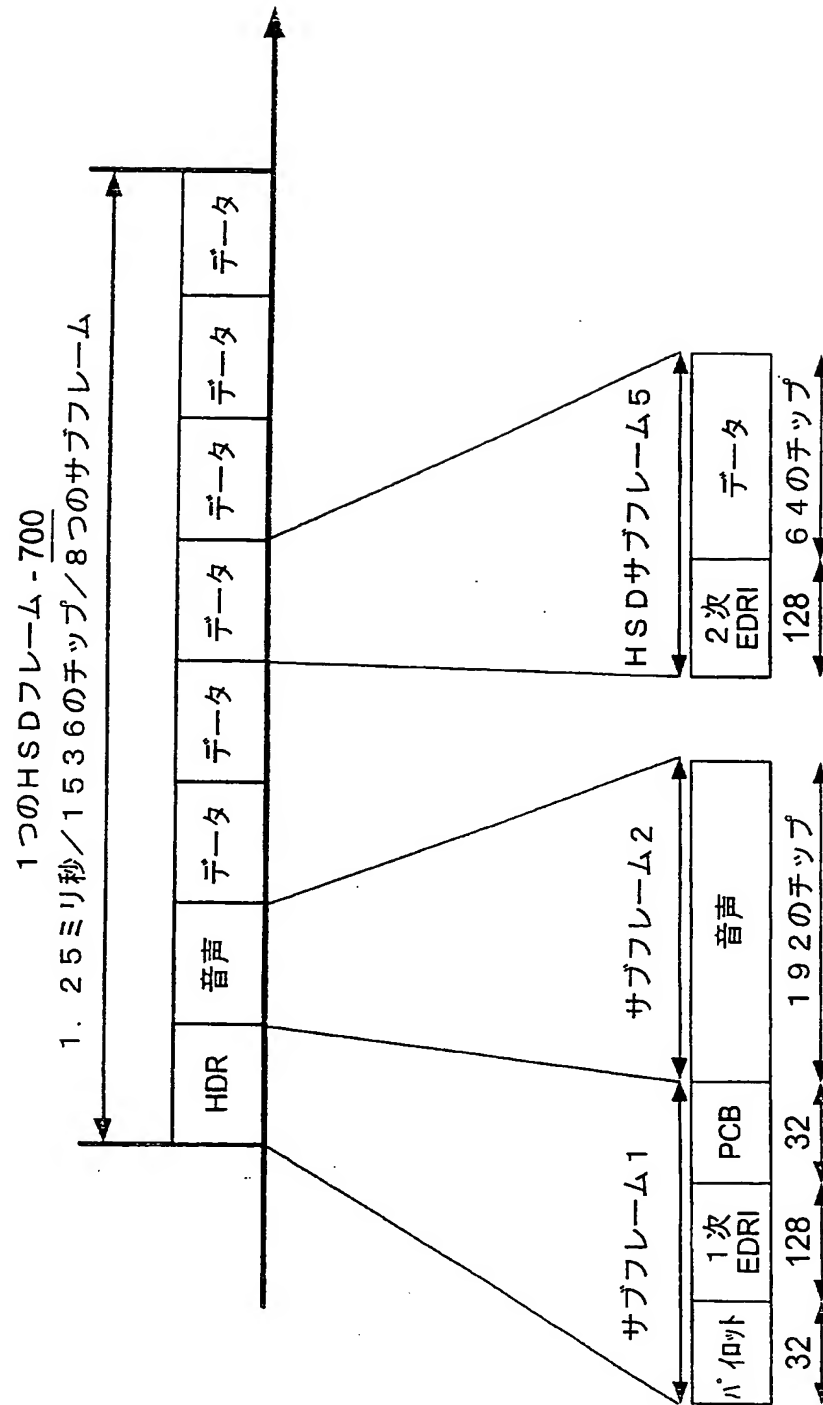 1つのHSDフレーム-700
1. 25ミリ秒/1536のチップ/8つのサブフレーム
HDR
音声
データ
データ
データ
データ
データ
データ
サブフレーム1
サブフレーム2
HSDサブフレーム5
パイロット
1次
EDRI
PCB
音声
2次
EDRI
データ
32
128
32
192のチップ
128
64のチップ